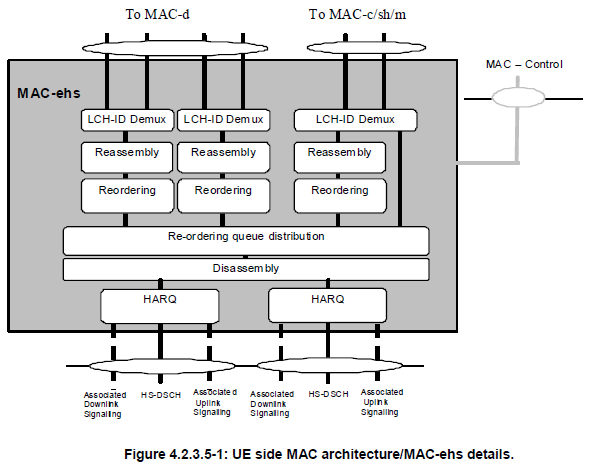 To MAC-d
To MAC-c/sh/m
MAC – Control
MAC-ehs
LCH-ID Demux
LCH-ID Demux
LCH-ID Demux
Reassembly
Reassembly
Reassembly
Reordering
Reordering
Reordering
Re-ordering queue distribution
Disassembly
HARQ
HARQ
Associated
Downlink
Signalling
HS-DSCH
Associated
Uplink
Signalling
Associated
Downlink
Signalling
HS-DSCH
Associated
Uplink
Signalling
Figure 4.2.3.5-1: UE side MAC architecture/MAC-ehs details.